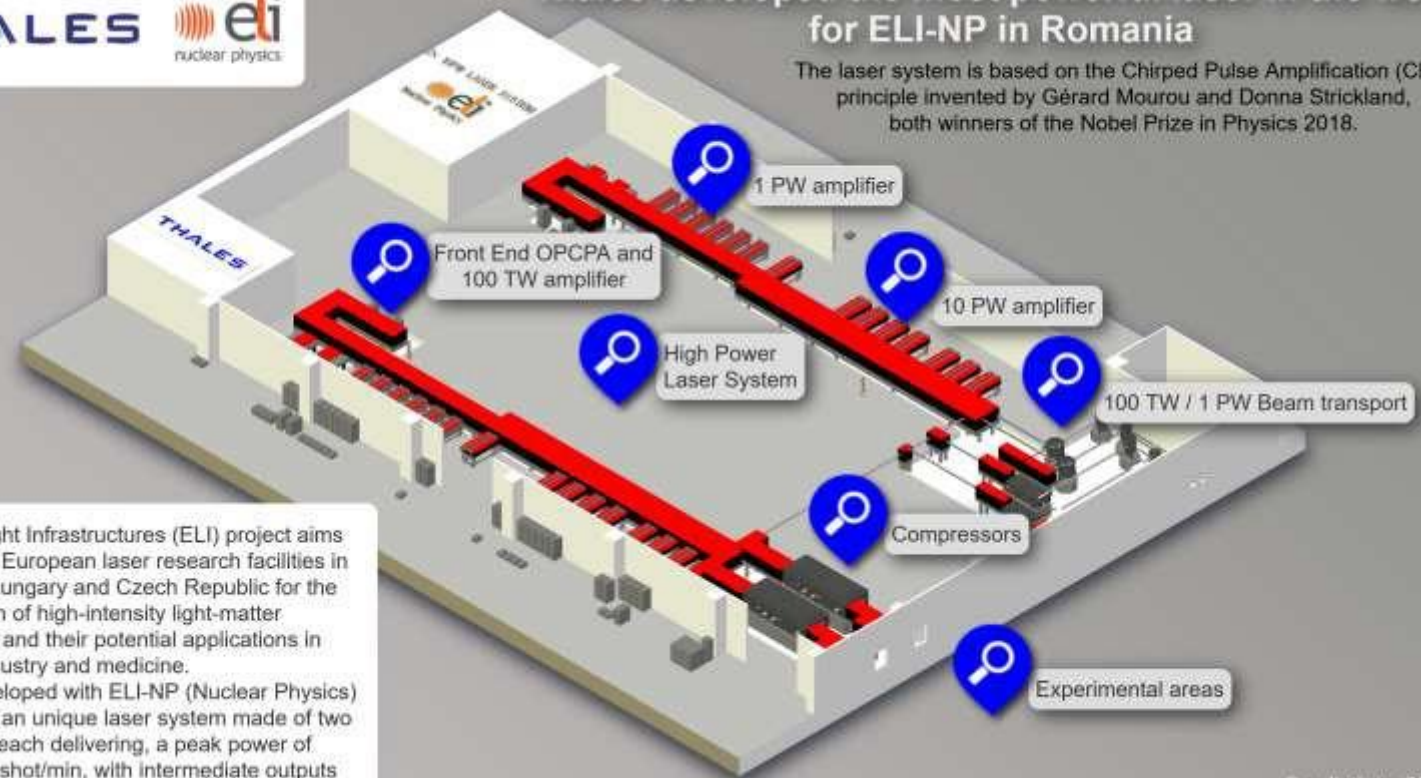 ALES
eli
nuclear physics
for ELI-NP in Romania
The laser system is based on the Chirped Pulse Amplification
principle invented by Gérard Mourou and Donna Strickland,
both winners of the Nobel Prize in Physics 2018.
eli
Nuclear Physics
THALES
1 PW amplifier
Front End OPCPA and
100 TW amplifier
10 PW amplifier
High Power
Laser System
100 TW / 1 PW Beam transport
Compressors
Experimental areas
ght Infrastructures (ELI) project aims
European laser research facilities in
ungary and Czech Republic for the
n of high-intensity light-matter
and their potential applications in
ustry and medicine.
eloped with ELI-NP (Nuclear Physics)
an unique laser system made of two
each delivering, a peak power of
shot/min, with intermediate outputs